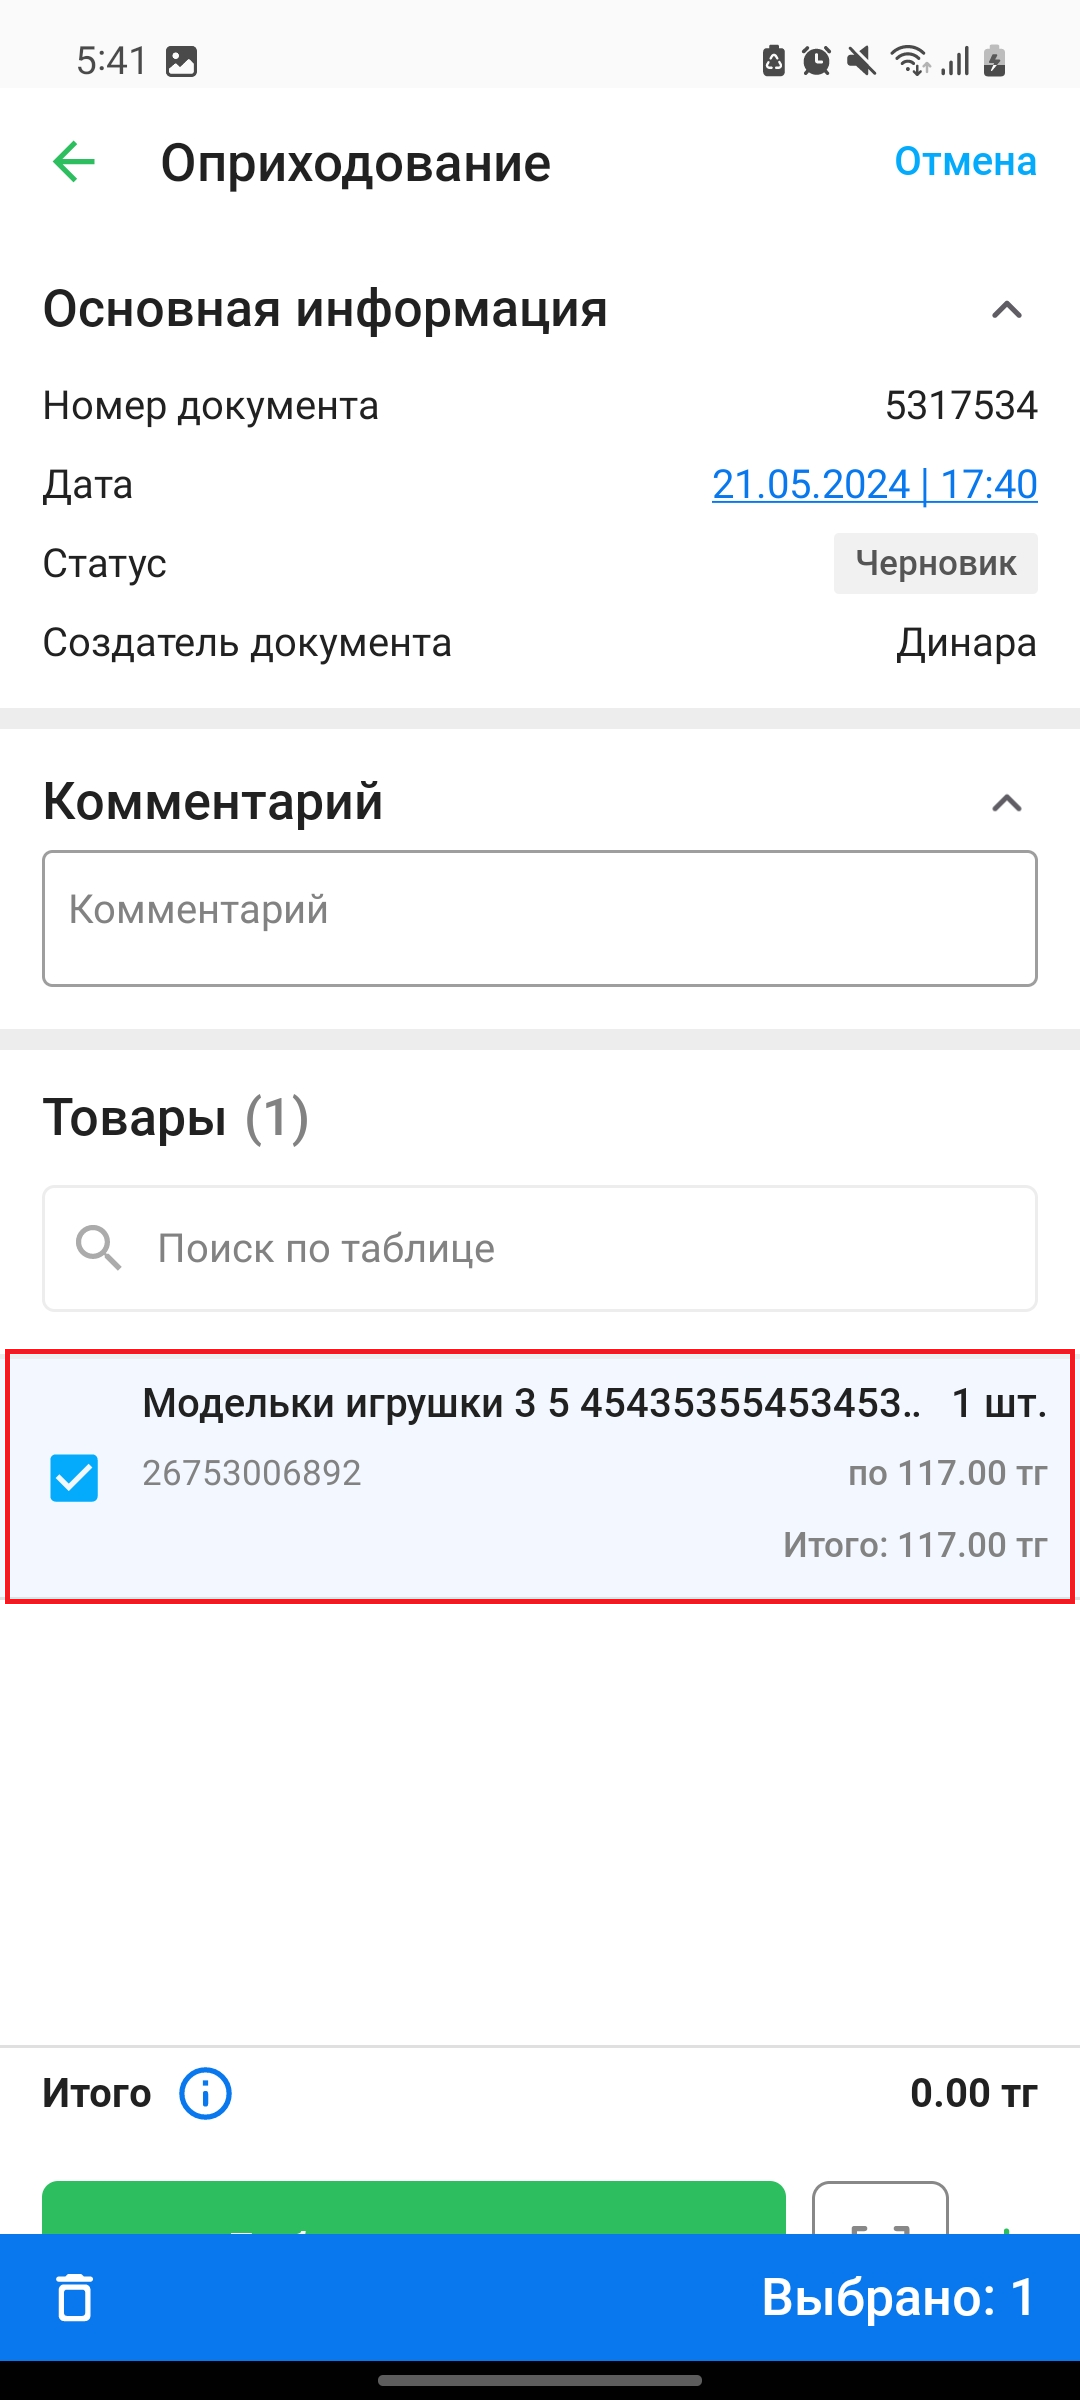 5:41
Оприходование Отмена
Основная информация
Номер документа 5317534
Дата 21.05.2024 | 17:40
Статус Черновик
Создатель документа Динара
Комментарий
Комментарий
Товары (1)
Поиск по таблице
Модельки игрушки 3 5 45435355453453.. 1 шт.
26753006892 по 117.00 тг
Итого: 117.00 тг
Итого 0.00 тг
Выбрано: 1